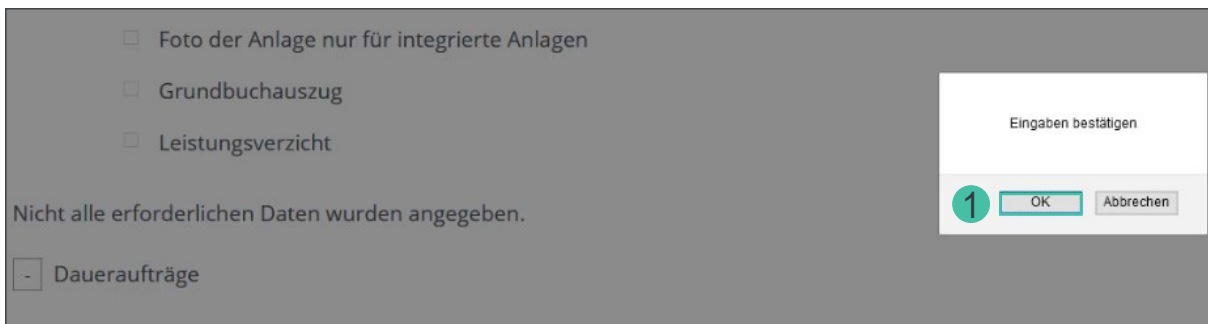 Foto der Anlage nur für integrierte Anlagen
Grundbuchauszug
Leistungsverzicht
Nicht alle erforderlichen Daten wurden angegeben.
- Daueraufträge
Eingaben bestätigen
1 OK Abbrechen